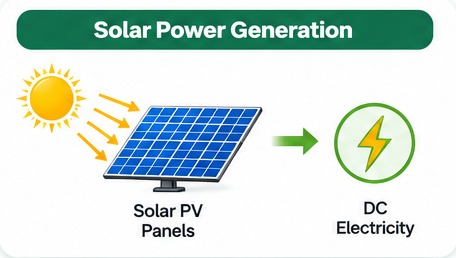 Solar Power Generation
Solar PV
Panels
DC
Electricity